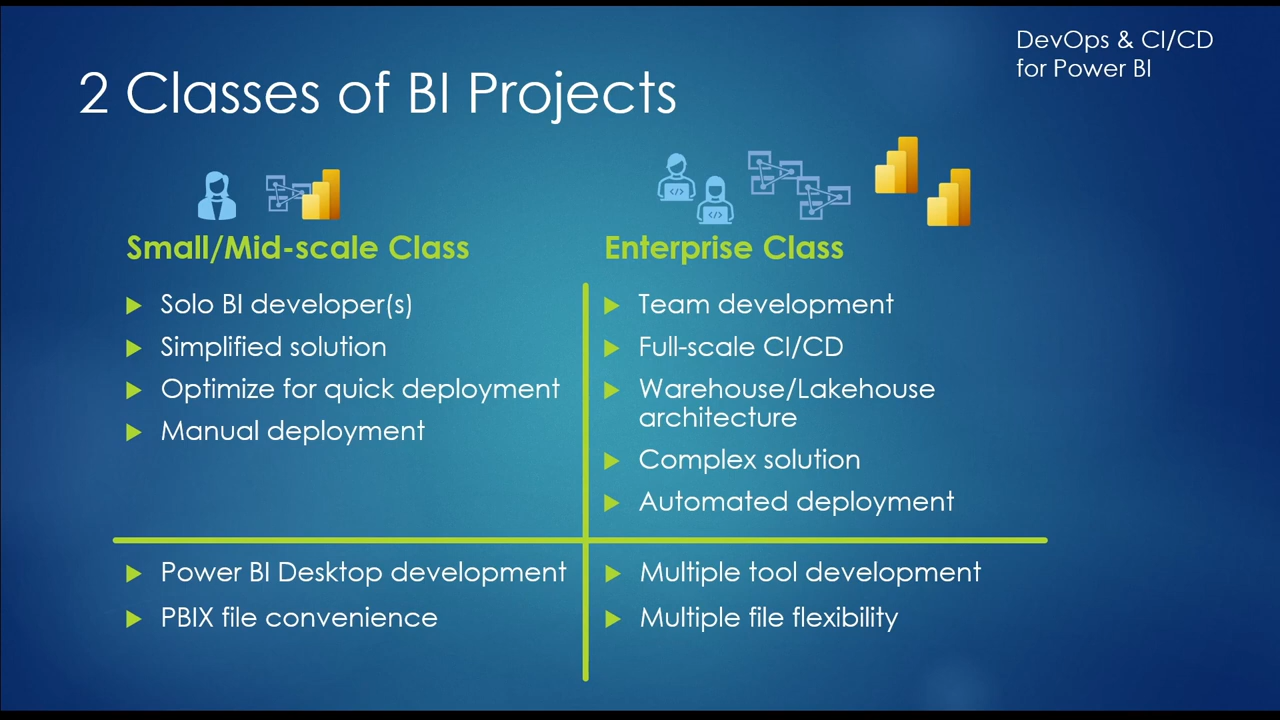 DevOps & CI/CD
for Power BI
2 Classes of BI Projects
Small/Mid-scale Class
Solo BI developer(s)
Simplified solution
Optimize for quick deployment
Manual deployment
Power BI Desktop development
PBIX file convenience
Enterprise Class
Team development
Full-scale CI/CD
Warehouse/Lakehouse
architecture
Complex solution
Automated deployment
Multiple tool development
Multiple file flexibility